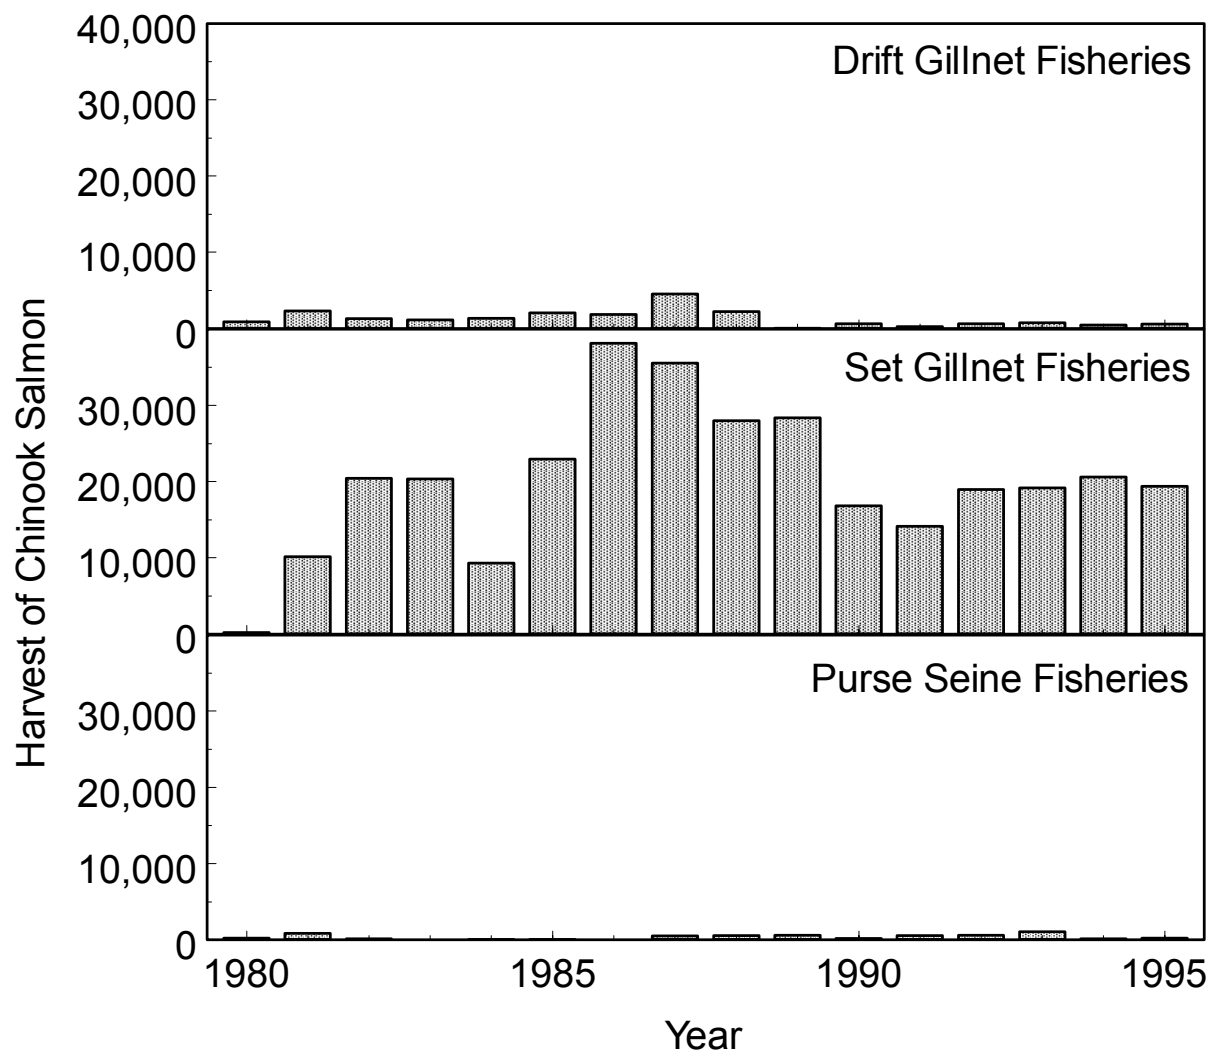 40,000
Drift Gillnet Fisheries
30,000
20,000
10,000
0
Set Gillnet Fisheries
30,000
20,000
10,000
0
Purse Seine Fisheries
30,000
20,000
10,000
0
Harvest of Chinook Salmon
1980 1985 1990 1995
Year